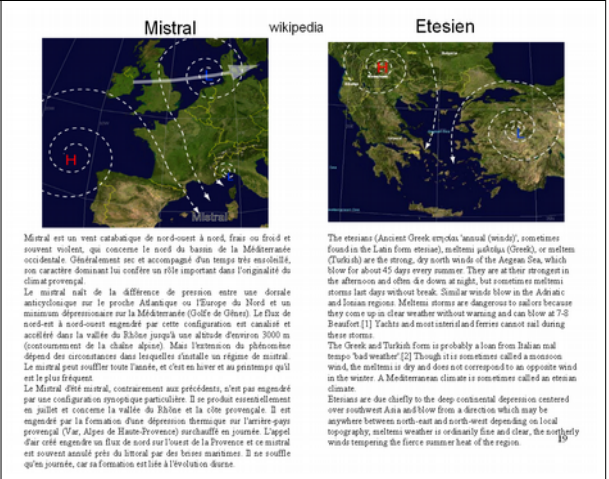 Mistral
wikipedia
Etesien
H
L
Mistral
Mistral est un vent catabatique de nord-ouest à nord, frais ou froid et
souvent violent, qui concerne le nord du bassin de la Méditerranée
occidentale. Généralement sec et accompagné d'un temps très ensoleillé,
son caractère dominant lui confère un rôle important dans l'originalité du
climat provençal.
Le mistral naît de la différence de pression entre une dorsale
anticyclonique sur le proche Atlantique ou l'Europe du Nord et un
minimum dépressionnaire sur la Méditerranée (Golfe de Gênes). Le flux de
nord-est à nord-ouest engendré par cette configuration est canalisé et
accéléré dans la vallée du Rhône jusqu'à une altitude d'environ 3000 m
(contournement de la chaîne alpine). Mais l'extension du phénomène
dépend des circonstances dans lesquelles s'installe un régime de mistral.
Le mistral peut souffler toute l'année, et c'est en hiver et au printemps qu'il
est le plus fréquent.
Le Mistral d'été mistral, contrairement aux précédents, n'est pas engendré
par une configuration synoptique particulière. Il se produit essentiellement
en juillet et concerne la vallée du Rhône et la côte provençale. Il est
engendré par la formation d'une dépression thermique sur l'arrière-pays
provençal (Var, Alpes de Haute-Provence) surchauffé en journée. L'appel
d'air créé engendre un flux de nord sur l'ouest de la Provence et ce mistral
est souvent annulé près du littoral par des brises maritimes. Il ne souffle
qu'en journée, car sa formation est liée à l'évolution diurne.
H
L
The etesians (Ancient Greek ετησίαι 'annual (winds)', sometimes
found in the Latin form etesiae), meltemi μελτέμι (Greek), or meltem
(Turkish) are the strong, dry north winds of the Aegean Sea, which
blow for about 45 days every summer. They are at their strongest in
the afternoon and often die down at night, but sometimes meltemi
storms last days without break. Similar winds blow in the Adriatic
and Ionian regions. Meltemi storms are dangerous to sailors because
they come up in clear weather without warning and can blow at 7-8
Beaufort.[1] Yachts and most interisland ferries cannot sail during
these storms.
The Greek and Turkish form is probably a loan from Italian mal
tempo 'bad weather'.[2] Though it is sometimes called a monsoon
wind, the meltemi is dry and does not correspond to an opposite wind
in the winter. A Mediterranean climate is sometimes called an etesian
climate.
Etesians are due chiefly to the deep continental depression centered
over southwest Asia and blow from a direction which may be
anywhere between north-east and north-west depending on local
topography, meltemi weather is ordinarily fine and clear, the northerly
winds tempering the fierce summer heat of the region.
19